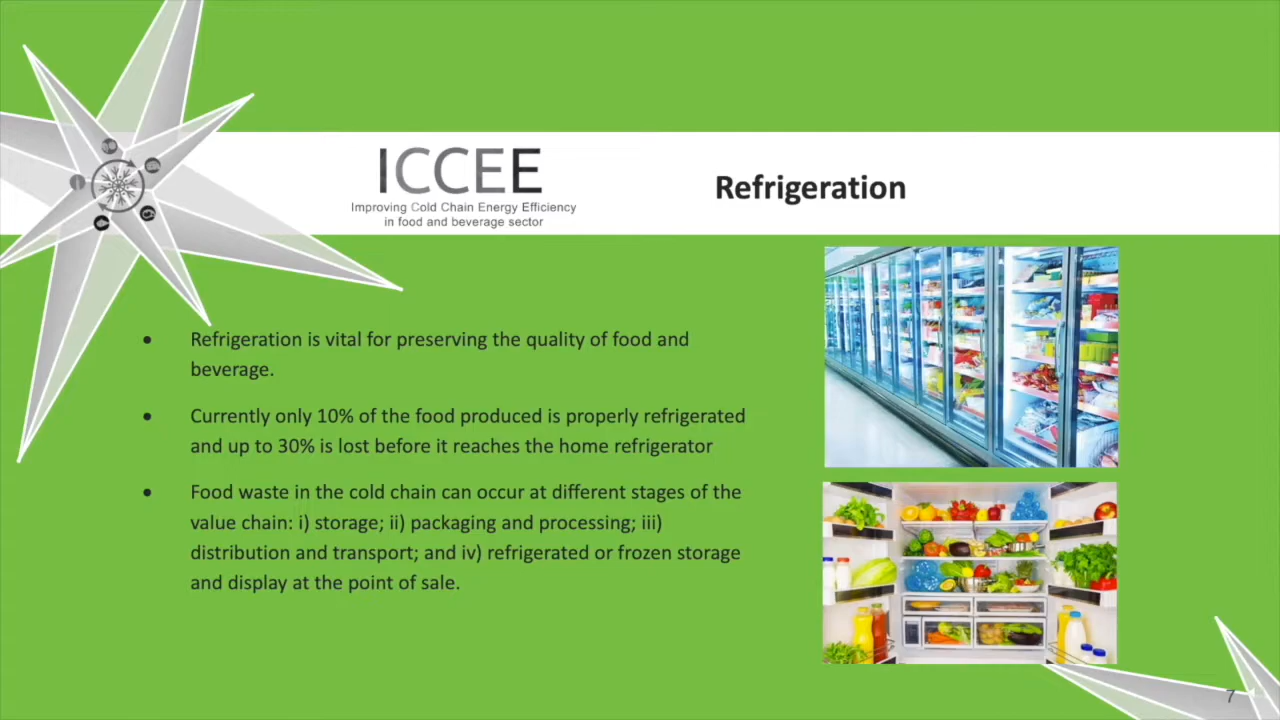 ICCEE
Improving Cold Chain Energy Efficiency
in food and beverage sector
Refrigeration
• Refrigeration is vital for preserving the quality of food and
beverage.
• Currently only 10% of the food produced is properly refrigerated
and up to 30% is lost before it reaches the home refrigerator
• Food waste in the cold chain can occur at different stages of the
value chain: i) storage; ii) packaging and processing; iii)
distribution and transport; and iv) refrigerated or frozen storage
and display at the point of sale.
7